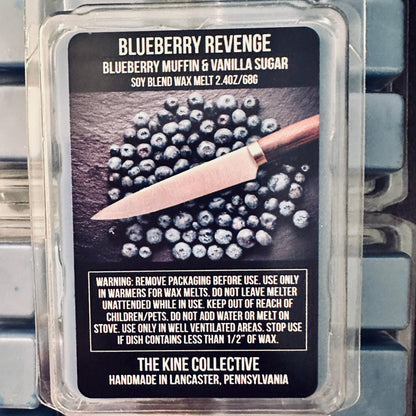 BLUEBERRY REVENGE
BLUEBERRY MUFFIN & VANILLA SUGAR
SOY BLEND WAX MELT 2.4OZ/68G
WARNING: REMOVE PACKAGING BEFORE USE. USE ONLY
IN WARMERS FOR WAX MELTS. DO NOT LEAVE MELTER
UNATTENDED WHILE IN USE. KEEP OUT OF REACH OF
CHILDREN/PETS. DO NOT ADD WATER OR MELT ON
STOVE. USE ONLY IN WELL VENTILATED AREAS. STOP USE
IF DISH CONTAINS LESS THAN 1/2" OF WAX.
THE KINE COLLECTIVE
HANDMADE IN LANCASTER, PENNSYLVANIA